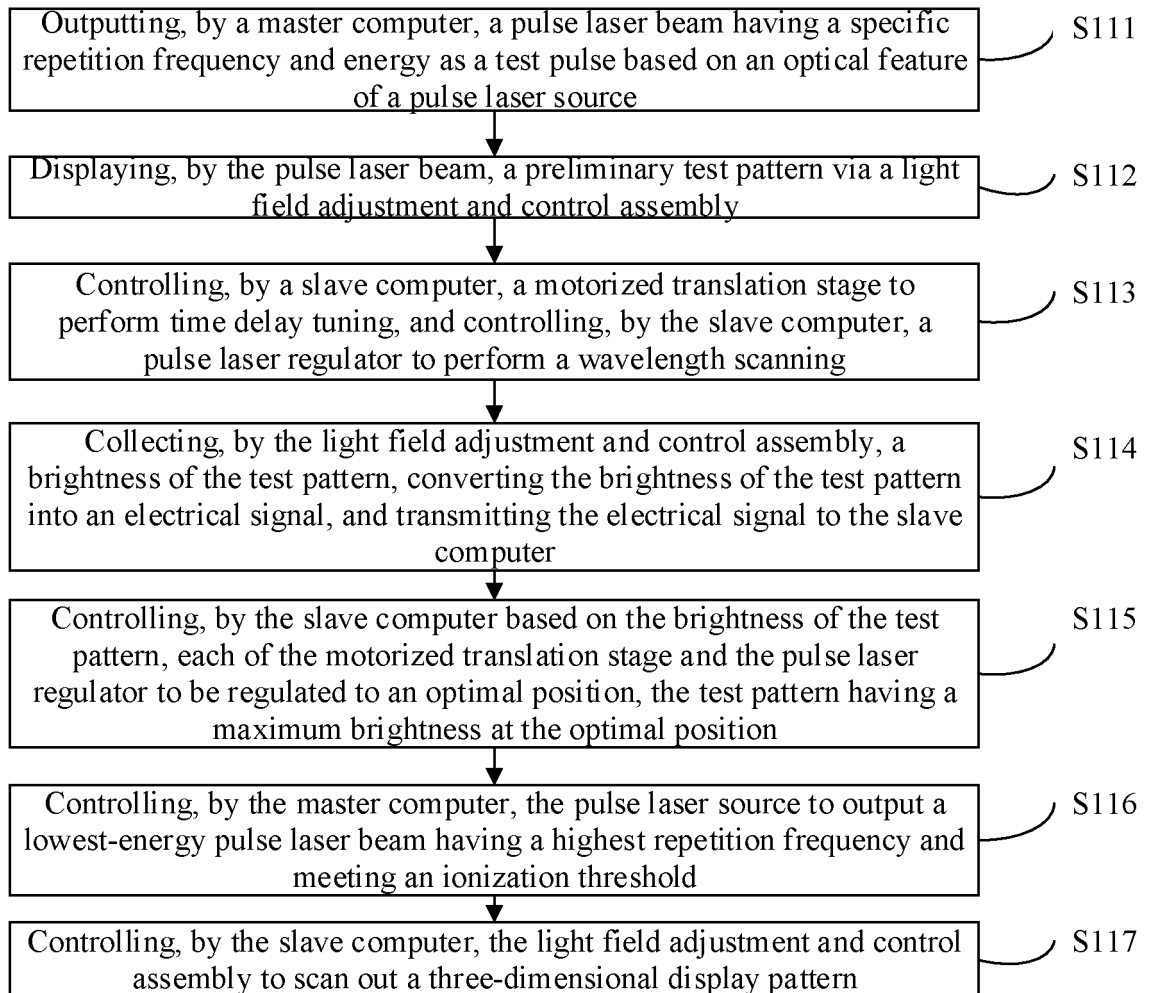 Outputting, by a master computer, a pulse laser beam having a specific
repetition frequency and energy as a test pulse based on an optical feature
of a pulse laser source
S111
Displaying, by the pulse laser beam, a preliminary test pattern via a light
field adjustment and control assembly
S112
Controlling, by a slave computer, a motorized translation stage to
perform time delay tuning, and controlling, by the slave computer, a
pulse laser regulator to perform a wavelength scanning
S113
Collecting, by the light field adjustment and control assembly, a
brightness of the test pattern, converting the brightness of the test pattern
into an electrical signal, and transmitting the electrical signal to the slave
computer
S114
Controlling, by the slave computer based on the brightness of the test
pattern, each of the motorized translation stage and the pulse laser
regulator to be regulated to an optimal position, the test pattern having a
maximum brightness at the optimal position
S115
Controlling, by the master computer, the pulse laser source to output a
lowest-energy pulse laser beam having a highest repetition frequency and
meeting an ionization threshold
S116
Controlling, by the slave computer, the light field adjustment and control
assembly to scan out a three-dimensional display pattern
S117